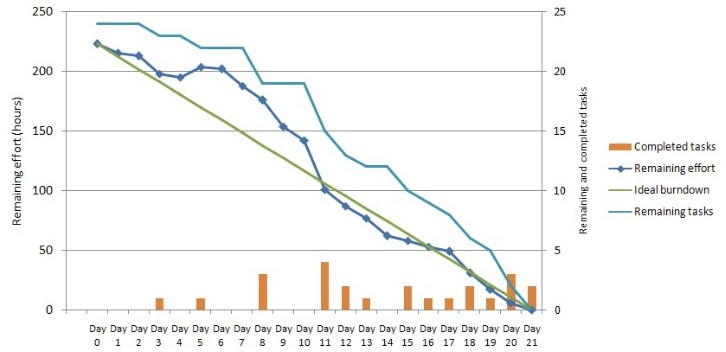 250
200
150
100
50
0
Remaining effort (hours)
25
20
15
10
5
0
Remaining and completed tasks
Completed tasks
Remaining effort
Ideal burndown
Remaining tasks
Day Day Day Day Day Day Day Day Day Day Day Day Day Day Day Day Day Day Day Day Day Day
0 1 2 3 4 5 6 7 8 9 10 11 12 13 14 15 16 17 18 19 20 21